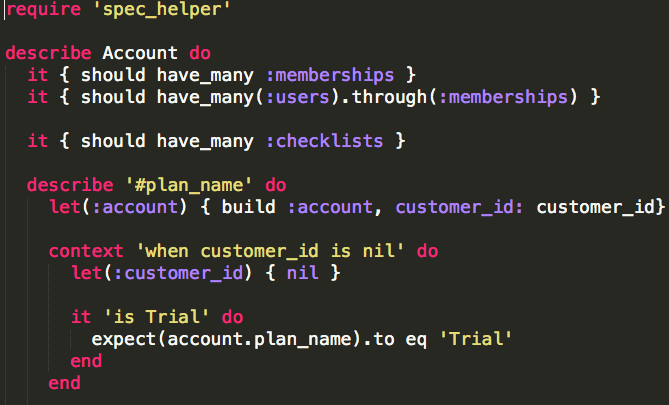 require 'spec_helper'
describe Account do
it { should have_many :memberships }
it { should have_many(:users).through(:memberships) }
it { should have_many :checklists }
describe '#plan_name' do
let(:account) { build :account, customer_id: customer_id}
context 'when customer_id is nil' do
let(:customer_id) { nil }
it 'is Trial' do
expect(account.plan_name).to eq 'Trial'
end
end